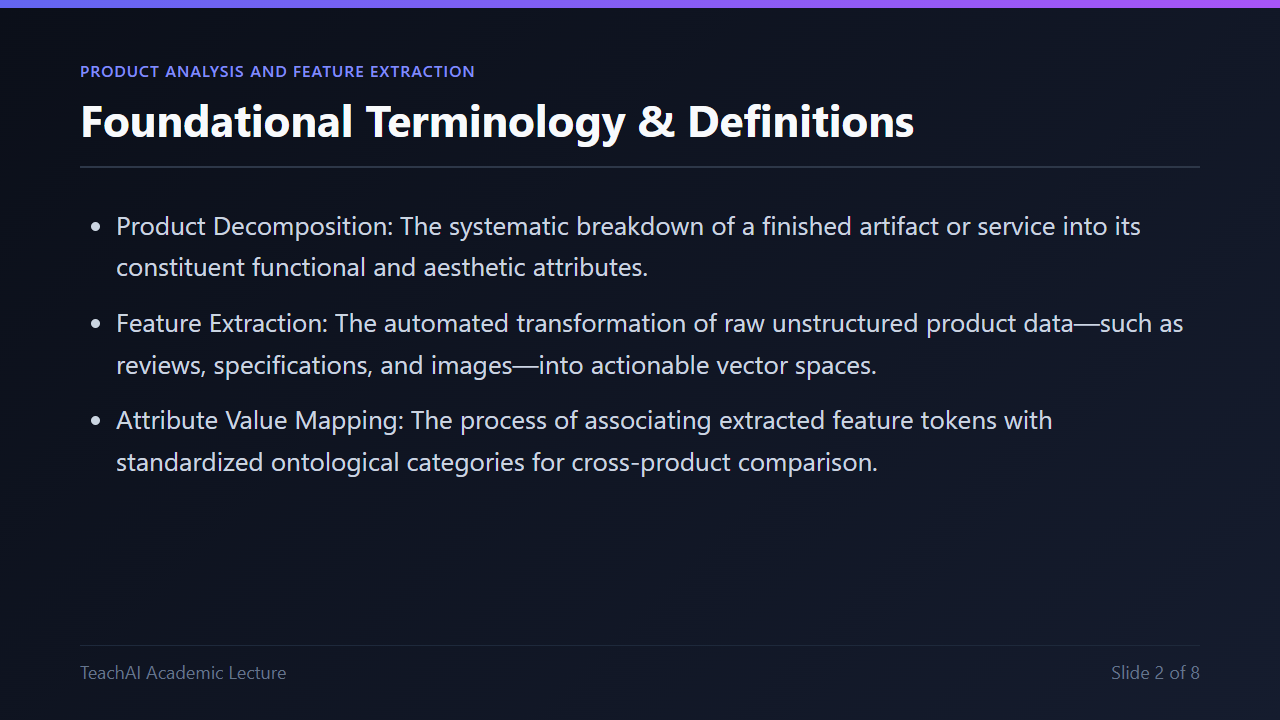 PRODUCT ANALYSIS AND FEATURE EXTRACTION
Foundational Terminology & Definitions
• Product Decomposition: The systematic breakdown of a finished artifact or service into its
constituent functional and aesthetic attributes.
• Feature Extraction: The automated transformation of raw unstructured product data—such as
reviews, specifications, and images—into actionable vector spaces.
• Attribute Value Mapping: The process of associating extracted feature tokens with
standardized ontological categories for cross-product comparison.
TeachAI Academic Lecture
Slide 2 of 8